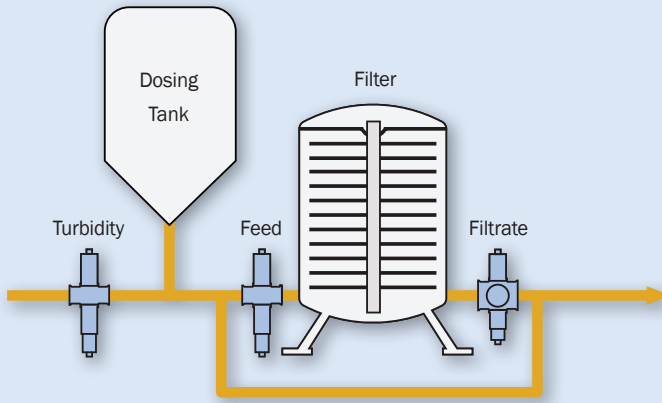 Dosing
Tank
Filter
Turbidity
Feed
Filtrate